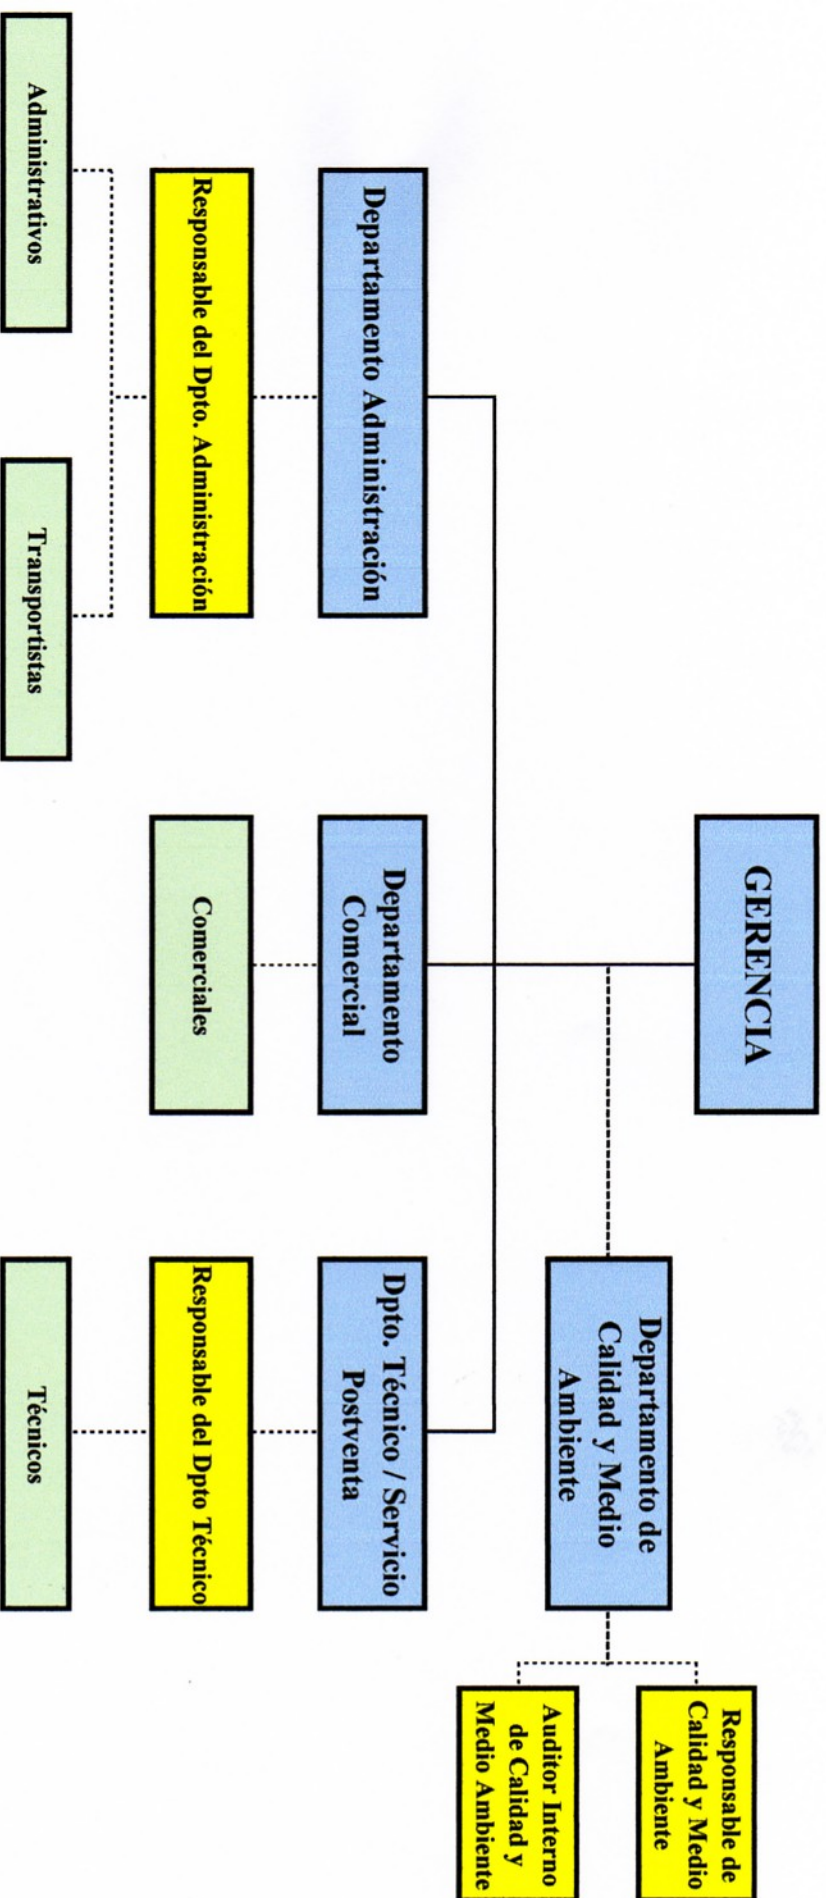 GERENCIA
Departamento de
Calidad y Medio
Ambiente
Responsable de
Calidad y Medio
Ambiente
Auditor Interno
de Calidad y
Medio Ambiente
Departamento Administración
Departamento
Comercial
Dpto. Técnico / Servicio
Postventa
Responsable del Dpto. Administración
Comerciales
Responsable del Dpto Técnico
Administrativos
Transportistas
Técnicos